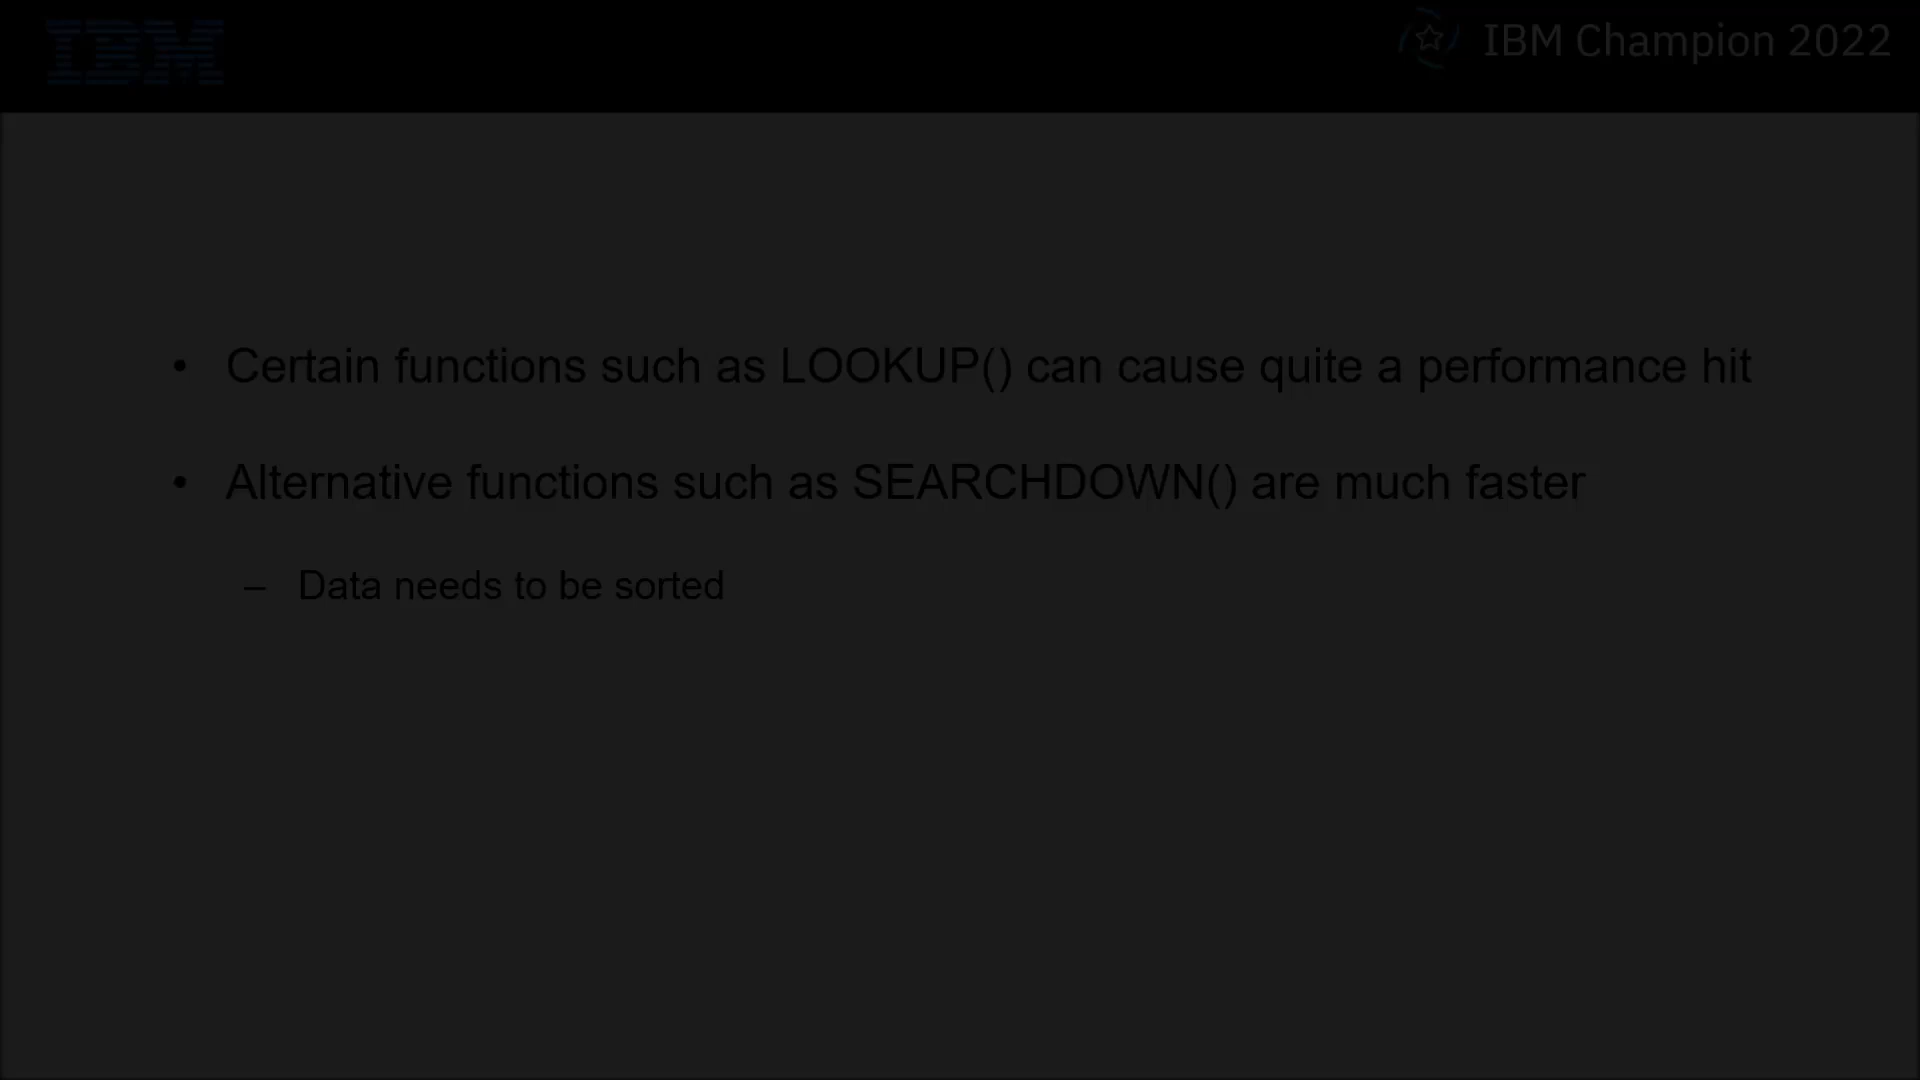 IBM
IBM Champion 2022
• Certain functions such as LOOKUP() can cause quite a performance hit
• Alternative functions such as SEARCHDOWN() are much faster
– Data needs to be sorted